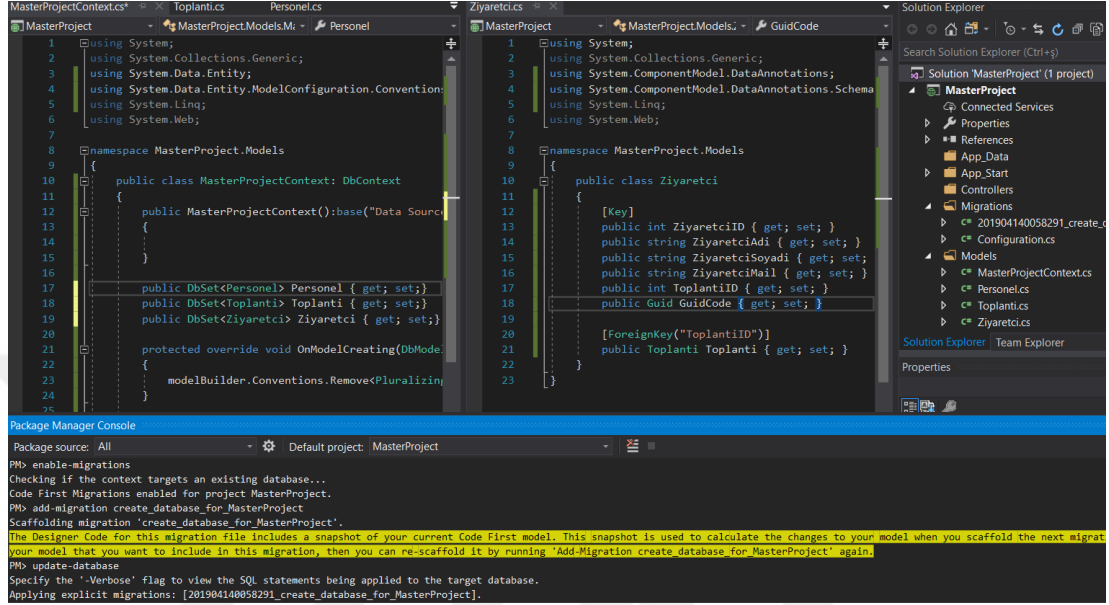 MasterProjectContext.cs* Toplanti.cs Personel.cs
MasterProject MasterProject.Models.Ma Personel
1 using System;
2 using System.Collections.Generic;
3 using System.Data.Entity;
4 using System.Data.Entity.ModelConfiguration.Convention
5 using System.Linq;
6 using System.Web;
7
8 namespace MasterProject.Models
9 {
10 public class MasterProjectContext: DbContext
11 {
12 public MasterProjectContext():base("Data Sourc
13 {
14
15 }
16
17 public DbSet<Personel> Personel { get; set;}
18 public DbSet<Toplanti> Toplanti { get; set;}
19 public DbSet<Ziyaretci> Ziyaretci { get; set;}
20
21 protected override void OnModelCreating(DbMode
22 {
23 modelBuilder.Conventions.Remove<Pluralizing
24 }
25
Ziyaretci.cs
MasterProject MasterProject.Models.Z GuidCode
1 using System;
2 using System.Collections.Generic;
3 using System.ComponentModel.DataAnnotations;
4 using System.ComponentModel.DataAnnotations.Schema
5 using System.Linq;
6 using System.Web;
7
8 namespace MasterProject.Models
9 {
10 public class Ziyaretci
11 {
12 [Key]
13 public int ZiyaretciID { get; set; }
14 public string ZiyaretciAdi { get; set; }
15 public string ZiyaretciSoyadi { get; set;
16 public string ZiyaretciMail { get; set; }
17 public int ToplantiID { get; set; }
18 public Guid GuidCode { get; set; }
19
20 [ForeignKey("ToplantiID")]
21 public Toplanti Toplanti { get; set; }
22 }
23 }
Solution Explorer
Search Solution Explorer (Ctrl+ş)
Solution 'MasterProject' (1 project)
MasterProject
Connected Services
Properties
References
App_Data
App_Start
Controllers
Migrations
C# 201904140058291_create_d
C# Configuration.cs
Models
C# MasterProjectContext.cs
C# Personel.cs
C# Toplanti.cs
C# Ziyaretci.cs
Solution Explorer Team Explorer
Properties
Package Manager Console
Package source: All Default project: MasterProject
PM> enable-migrations
Checking if the context targets an existing database...
Code First Migrations enabled for project MasterProject.
PM> add-migration create_database_for_MasterProject
Scaffolding migration 'create_database_for_MasterProject'.
The Designer Code for this migration file includes a snapshot of your current Code First model. This snapshot is used to calculate the changes to your model when you scaffold the next migrat
your model that you want to include in this migration, then you can re-scaffold it by running 'Add-Migration create_database_for_MasterProject' again.
PM> update-database
Specify the '-Verbose' flag to view the SQL statements being applied to the target database.
Applying explicit migrations: [201904140058291_create_database_for_MasterProject].